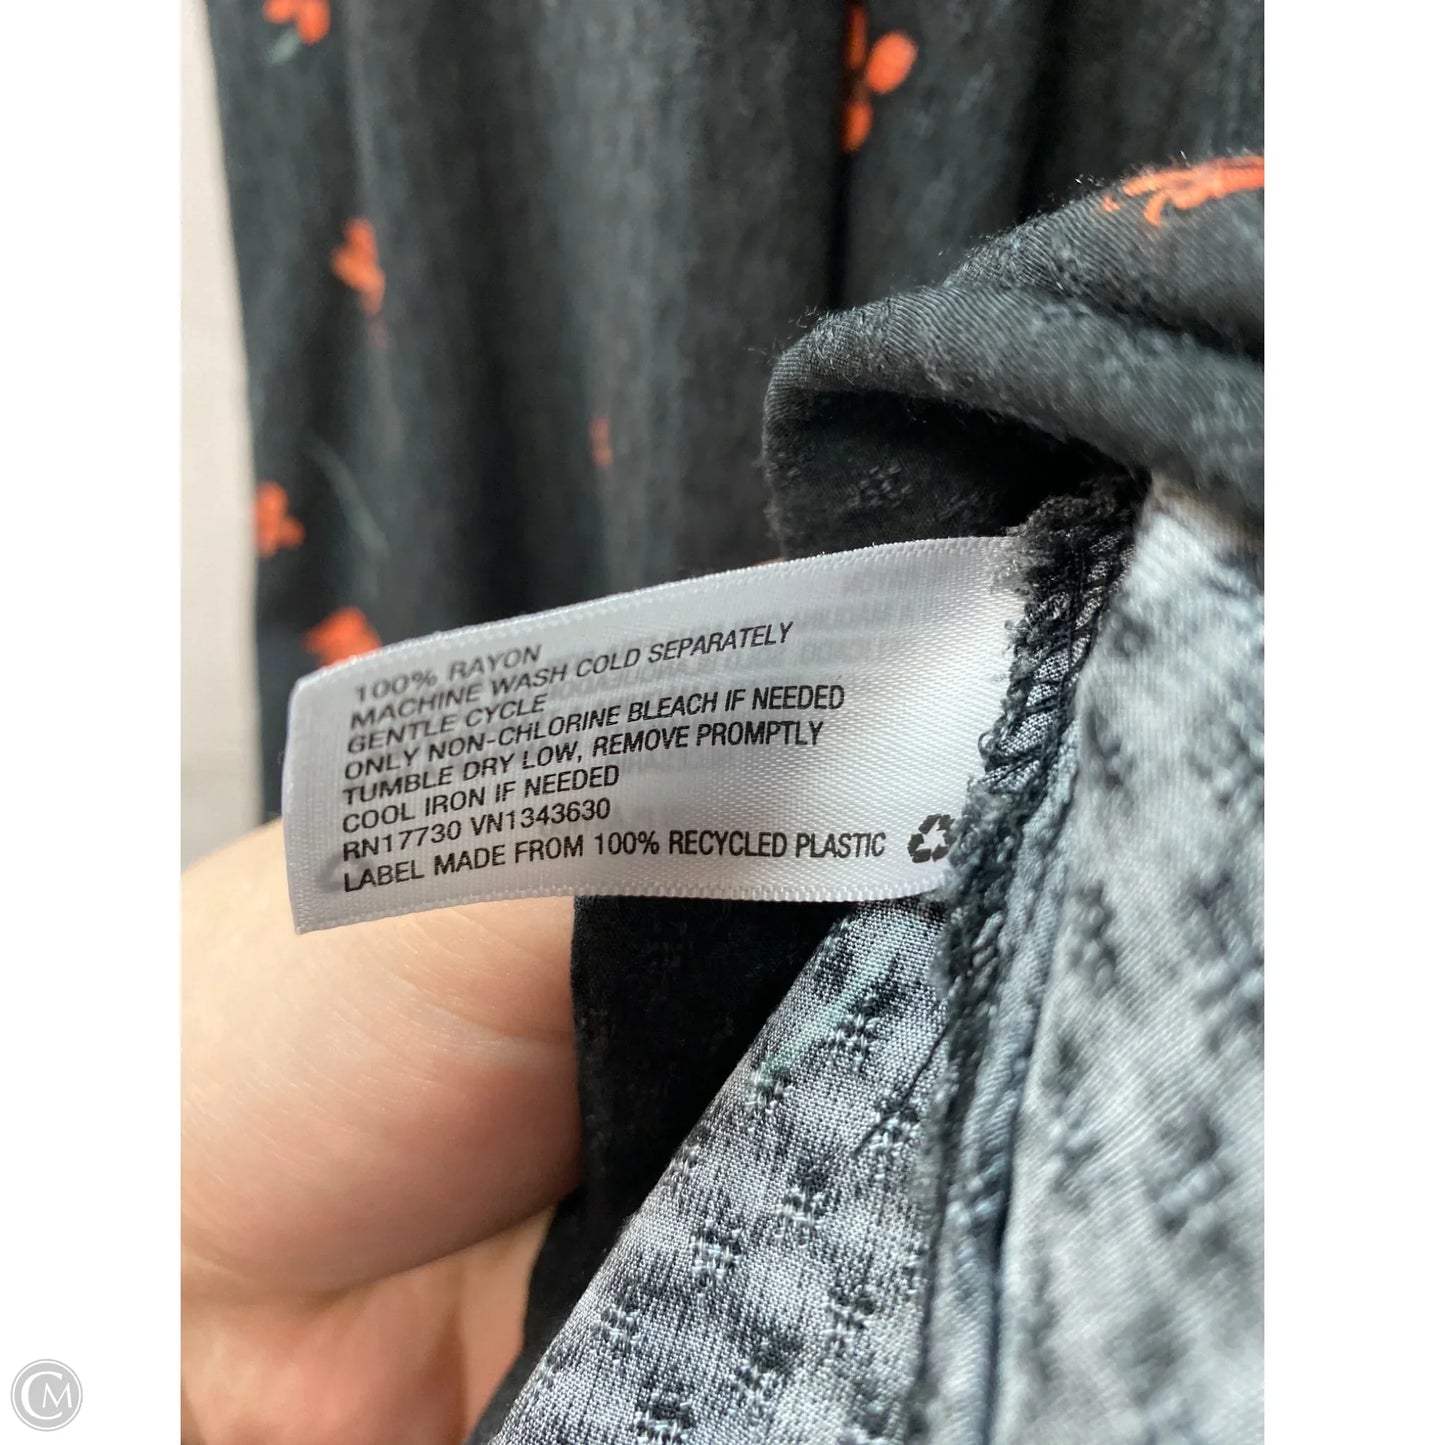 100% RAYON
MACHINE WASH COLD SEPARATELY
GENTLE CYCLE
ONLY NON-CHLORINE BLEACH IF NEEDED
TUMBLE DRY LOW, REMOVE PROMPTLY
COOL IRON IF NEEDED
RN17730 VN1343630
LABEL MADE FROM 100% RECYCLED PLASTIC
CM